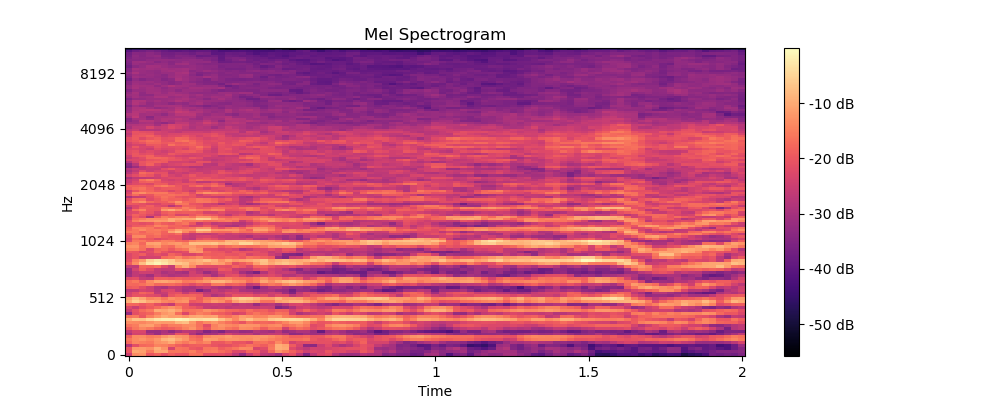 Mel Spectrogram
Hz
8192
4096
2048
1024
512
0
0 0.5 1 1.5 2
Time
-10 dB
-20 dB
-30 dB
-40 dB
-50 dB